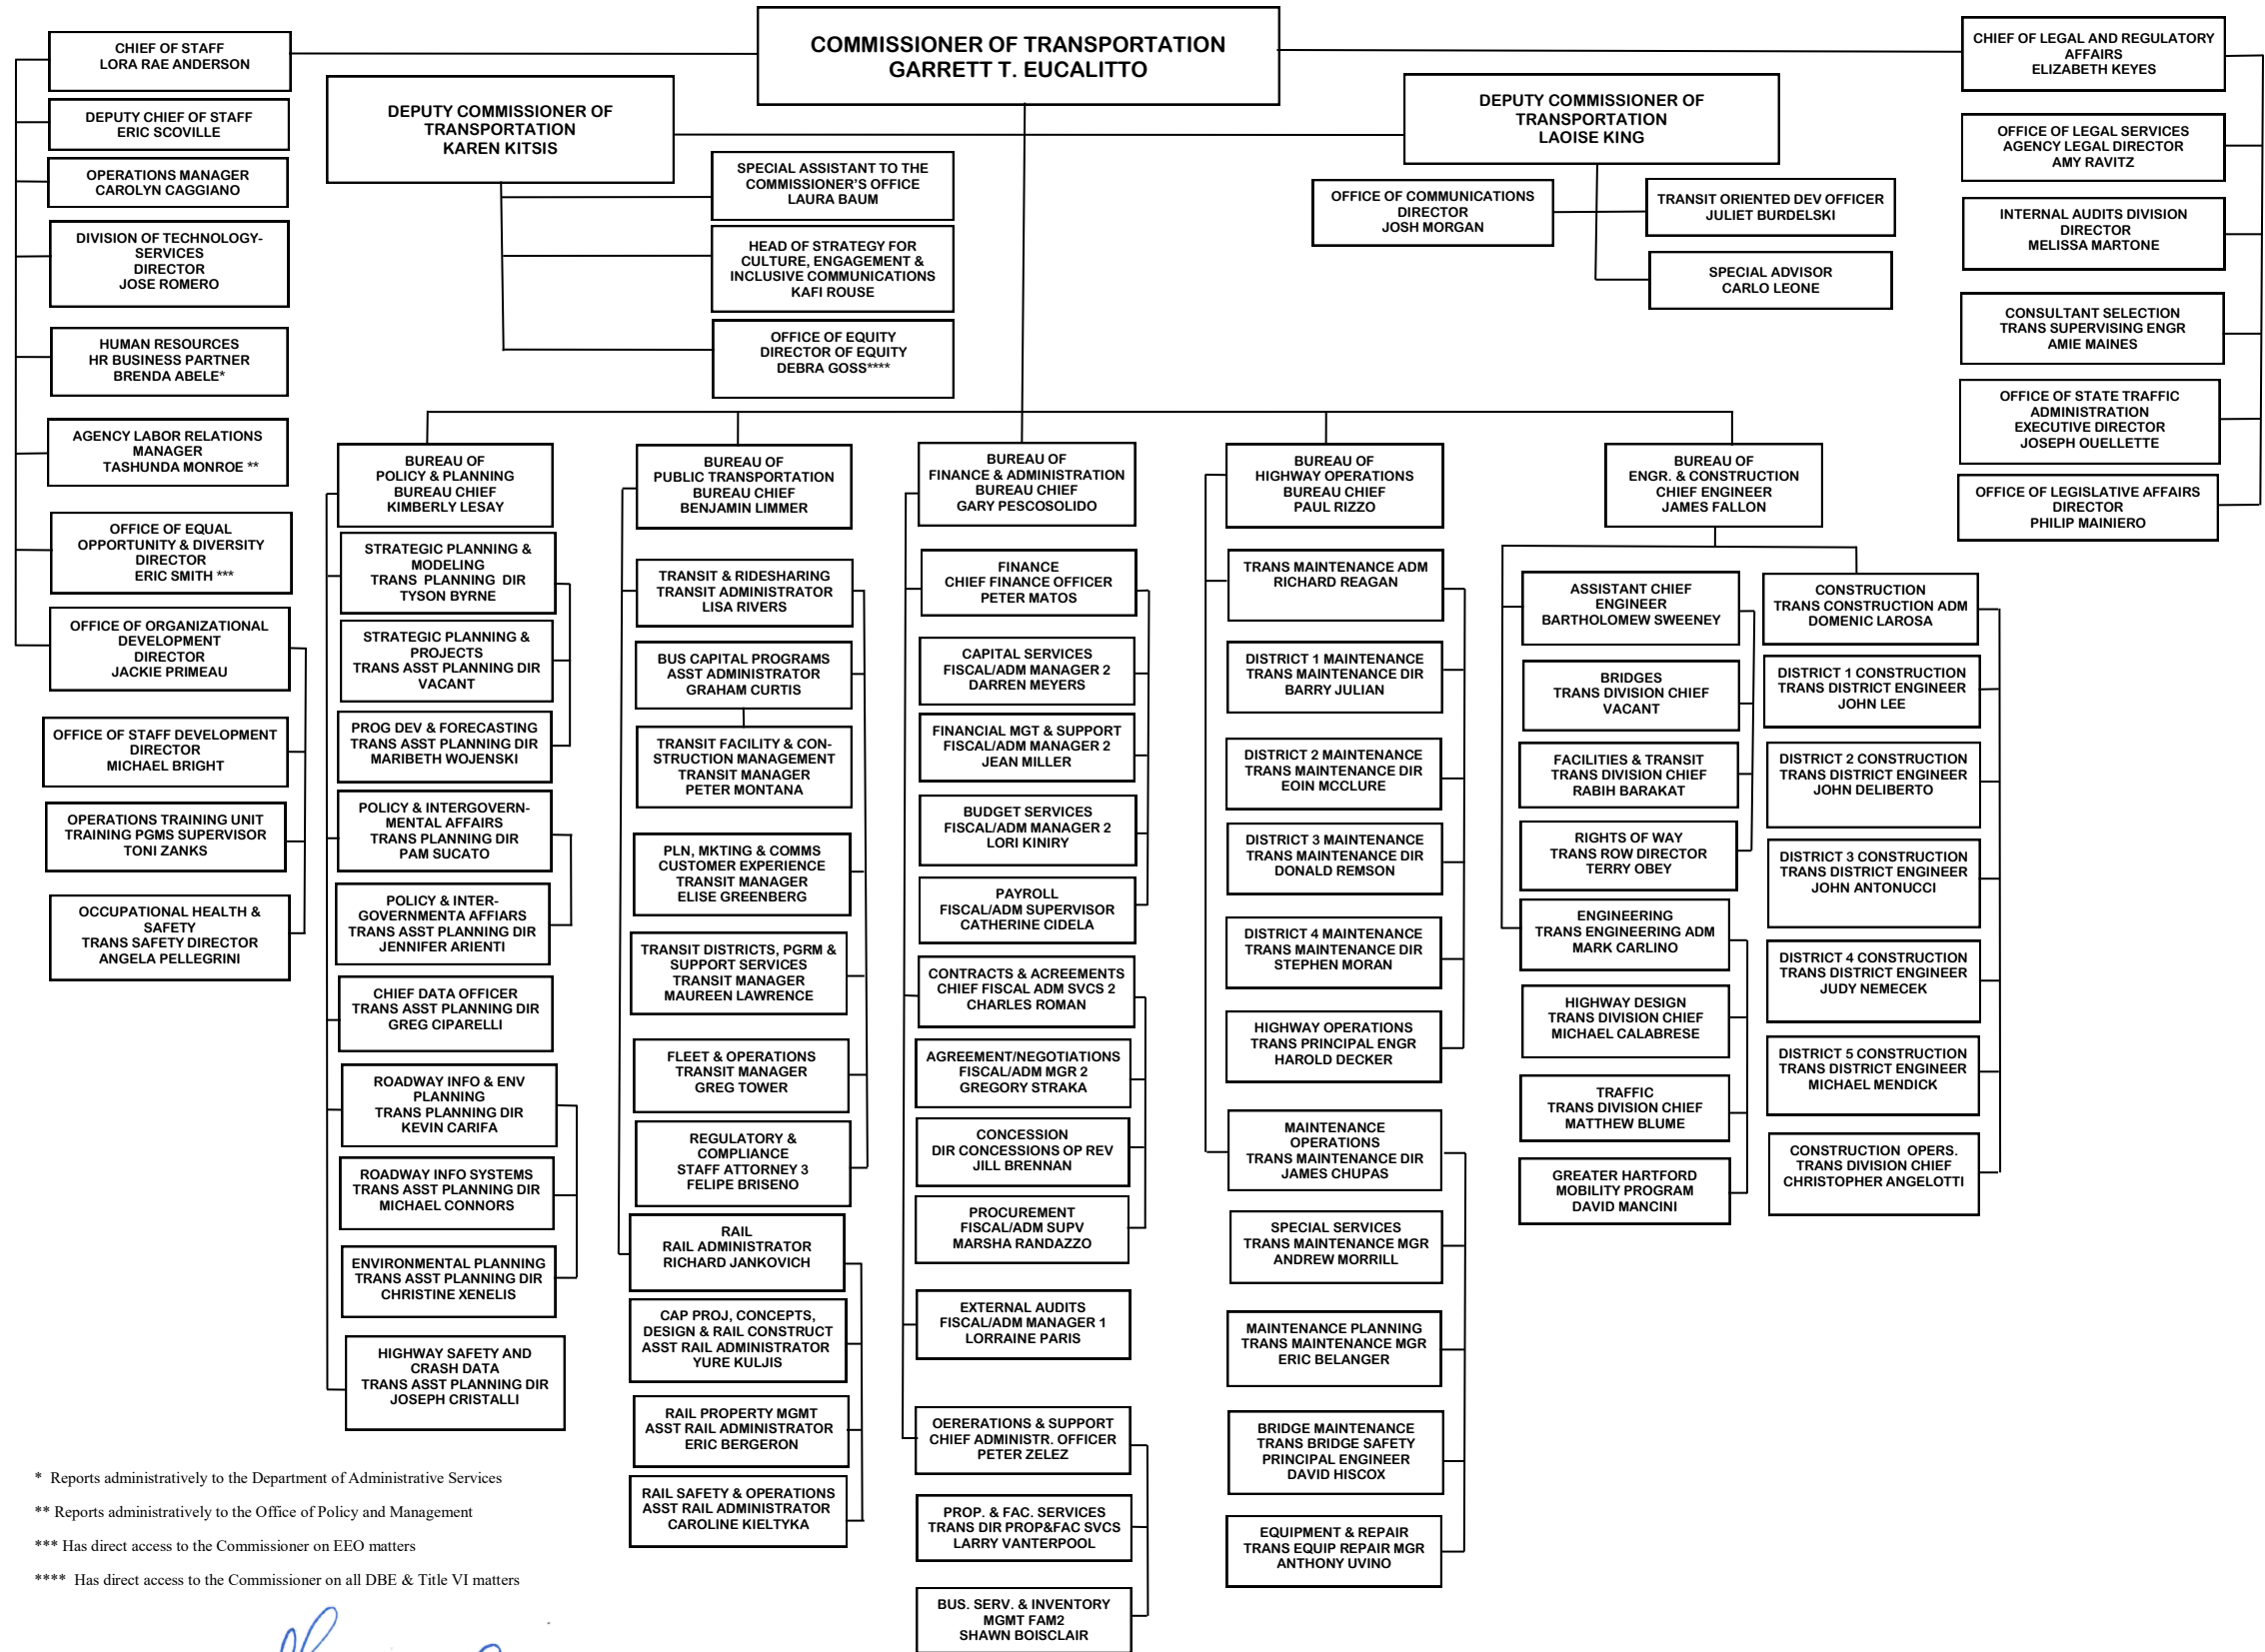 COMMISSIONER OF TRANSPORTATION
GARRETT T. EUCALITTO
CHIEF OF STAFF
LORA RAE ANDERSON
DEPUTY CHIEF OF STAFF
ERIC SCOVILLE
OPERATIONS MANAGER
CAROLYN CAGGIANO
DIVISION OF TECHNOLOGY-
SERVICES
DIRECTOR
JOSE ROMERO
HUMAN RESOURCES
HR BUSINESS PARTNER
BRENDA ABELE*
AGENCY LABOR RELATIONS
MANAGER
TASHUNDA MONROE **
OFFICE OF EQUAL
OPPORTUNITY & DIVERSITY
DIRECTOR
ERIC SMITH ***
OFFICE OF ORGANIZATIONAL
DEVELOPMENT
DIRECTOR
JACKIE PRIMEAU
OFFICE OF STAFF DEVELOPMENT
DIRECTOR
MICHAEL BRIGHT
OPERATIONS TRAINING UNIT
TRAINING PGMS SUPERVISOR
TONI ZANKS
OCCUPATIONAL HEALTH &
SAFETY
TRANS SAFETY DIRECTOR
ANGELA PELLEGRINI
DEPUTY COMMISSIONER OF
TRANSPORTATION
KAREN KITSIS
SPECIAL ASSISTANT TO THE
COMMISSIONER'S OFFICE
LAURA BAUM
HEAD OF STRATEGY FOR
CULTURE, ENGAGEMENT &
INCLUSIVE COMMUNICATIONS
KAFI ROUSE
OFFICE OF EQUITY
DIRECTOR OF EQUITY
DEBRA GOSS****
DEPUTY COMMISSIONER OF
TRANSPORTATION
LAOISE KING
OFFICE OF COMMUNICATIONS
DIRECTOR
JOSH MORGAN
TRANSIT ORIENTED DEV OFFICER
JULIET BURDELSKI
SPECIAL ADVISOR
CARLO LEONE
CHIEF OF LEGAL AND REGULATORY
AFFAIRS
ELIZABETH KEYES
OFFICE OF LEGAL SERVICES
AGENCY LEGAL DIRECTOR
AMY RAVITZ
INTERNAL AUDITS DIVISION
DIRECTOR
MELISSA MARTONE
CONSULTANT SELECTION
TRANS SUPERVISING ENGR
AMIE MAINES
OFFICE OF STATE TRAFFIC
ADMINISTRATION
EXECUTIVE DIRECTOR
JOSEPH OUELLETTE
OFFICE OF LEGISLATIVE AFFAIRS
DIRECTOR
PHILIP MAINIERO
BUREAU OF
POLICY & PLANNING
BUREAU CHIEF
KIMBERLY LESAY
STRATEGIC PLANNING &
MODELING
TRANS PLANNING DIR
TYSON BYRNE
STRATEGIC PLANNING &
PROJECTS
TRANS ASST PLANNING DIR
VACANT
PROG DEV & FORECASTING
TRANS ASST PLANNING DIR
MARIBETH WOJENSKI
POLICY & INTERGOVERN-
MENTAL AFFAIRS
TRANS PLANNING DIR
PAM SUCATO
POLICY & INTER-
GOVERNMENTA AFFIARS
TRANS ASST PLANNING DIR
JENNIFER ARIENTI
CHIEF DATA OFFICER
TRANS ASST PLANNING DIR
GREG CIPARELLI
ROADWAY INFO & ENV
PLANNING
TRANS PLANNING DIR
KEVIN CARIFA
ROADWAY INFO SYSTEMS
TRANS ASST PLANNING DIR
MICHAEL CONNORS
ENVIRONMENTAL PLANNING
TRANS ASST PLANNING DIR
CHRISTINE XENELIS
HIGHWAY SAFETY AND
CRASH DATA
TRANS ASST PLANNING DIR
JOSEPH CRISTALLI
BUREAU OF
PUBLIC TRANSPORTATION
BUREAU CHIEF
BENJAMIN LIMMER
TRANSIT & RIDESHARING
TRANSIT ADMINISTRATOR
LISA RIVERS
BUS CAPITAL PROGRAMS
ASST ADMINISTRATOR
GRAHAM CURTIS
TRANSIT FACILITY & CON-
STRUCTION MANAGEMENT
TRANSIT MANAGER
PETER MONTANA
PLN, MKTING & COMMS
CUSTOMER EXPERIENCE
TRANSIT MANAGER
ELISE GREENBERG
TRANSIT DISTRICTS, PGRM &
SUPPORT SERVICES
TRANSIT MANAGER
MAUREEN LAWRENCE
FLEET & OPERATIONS
TRANSIT MANAGER
GREG TOWER
REGULATORY &
COMPLIANCE
STAFF ATTORNEY 3
FELIPE BRISENO
RAIL
RAIL ADMINISTRATOR
RICHARD JANKOVICH
CAP PROJ, CONCEPTS,
DESIGN & RAIL CONSTRUCT
ASST RAIL ADMINISTRATOR
YURE KULJIS
RAIL PROPERTY MGMT
ASST RAIL ADMINISTRATOR
ERIC BERGERON
RAIL SAFETY & OPERATIONS
ASST RAIL ADMINISTRATOR
CAROLINE KIELTYKA
BUREAU OF
FINANCE & ADMINISTRATION
BUREAU CHIEF
GARY PESCOSOLIDO
FINANCE
CHIEF FINANCE OFFICER
PETER MATOS
CAPITAL SERVICES
FISCAL/ADM MANAGER 2
DARREN MEYERS
FINANCIAL MGT & SUPPORT
FISCAL/ADM MANAGER 2
JEAN MILLER
BUDGET SERVICES
FISCAL/ADM MANAGER 2
LORI KINIRY
PAYROLL
FISCAL/ADM SUPERVISOR
CATHERINE CIDELA
CONTRACTS & AGREEMENTS
CHIEF FISCAL ADM SVCS 2
CHARLES ROMAN
AGREEMENT/NEGOTIATIONS
FISCAL/ADM MGR 2
GREGORY STRAKA
CONCESSION
DIR CONCESSIONS OP REV
JILL BRENNAN
PROCUREMENT
FISCAL/ADM SUPV
MARSHA RANDAZZO
EXTERNAL AUDITS
FISCAL/ADM MANAGER 1
LORRAINE PARIS
OERERATIONS & SUPPORT
CHIEF ADMINISTR. OFFICER
PETER ZELEZ
PROP. & FAC. SERVICES
TRANS DIR PROP&FAC SVCS
LARRY VANTERPOOL
BUS. SERV. & INVENTORY
MGMT FAM2
SHAWN BOISCLAIR
BUREAU OF
HIGHWAY OPERATIONS
BUREAU CHIEF
PAUL RIZZO
TRANS MAINTENANCE ADM
RICHARD REAGAN
DISTRICT 1 MAINTENANCE
TRANS MAINTENANCE DIR
BARRY JULIAN
DISTRICT 2 MAINTENANCE
TRANS MAINTENANCE DIR
EOIN MCCLURE
DISTRICT 3 MAINTENANCE
TRANS MAINTENANCE DIR
DONALD REMSON
DISTRICT 4 MAINTENANCE
TRANS MAINTENANCE DIR
STEPHEN MORAN
HIGHWAY OPERATIONS
TRANS PRINCIPAL ENGR
HAROLD DECKER
MAINTENANCE
OPERATIONS
TRANS MAINTENANCE DIR
JAMES CHUPAS
SPECIAL SERVICES
TRANS MAINTENANCE MGR
ANDREW MORRILL
MAINTENANCE PLANNING
TRANS MAINTENANCE MGR
ERIC BELANGER
BRIDGE MAINTENANCE
TRANS BRIDGE SAFETY
PRINCIPAL ENGINEER
DAVID HISCOX
EQUIPMENT & REPAIR
TRANS EQUIP REPAIR MGR
ANTHONY UVINO
BUREAU OF
ENGR. & CONSTRUCTION
CHIEF ENGINEER
JAMES FALLON
ASSISTANT CHIEF
ENGINEER
BARTHOLOMEW SWEENEY
BRIDGES
TRANS DIVISION CHIEF
VACANT
FACILITIES & TRANSIT
TRANS DIVISION CHIEF
RABIH BARAKAT
RIGHTS OF WAY
TRANS ROW DIRECTOR
TERRY OBEY
ENGINEERING
TRANS ENGINEERING ADM
MARK CARLINO
HIGHWAY DESIGN
TRANS DIVISION CHIEF
MICHAEL CALABRESE
TRAFFIC
TRANS DIVISION CHIEF
MATTHEW BLUME
GREATER HARTFORD
MOBILITY PROGRAM
DAVID MANCINI
CONSTRUCTION
TRANS CONSTRUCTION ADM
DOMENIC LAROSA
DISTRICT 1 CONSTRUCTION
TRANS DISTRICT ENGINEER
JOHN LEE
DISTRICT 2 CONSTRUCTION
TRANS DISTRICT ENGINEER
JOHN DELIBERTO
DISTRICT 3 CONSTRUCTION
TRANS DISTRICT ENGINEER
JOHN ANTONUCCI
DISTRICT 4 CONSTRUCTION
TRANS DISTRICT ENGINEER
JUDY NEMECEK
DISTRICT 5 CONSTRUCTION
TRANS DISTRICT ENGINEER
MICHAEL MENDICK
CONSTRUCTION OPERS.
TRANS DIVISION CHIEF
CHRISTOPHER ANGELOTTI
* Reports administratively to the Department of Administrative Services
** Reports administratively to the Office of Policy and Management
*** Has direct access to the Commissioner on EEO matters
**** Has direct access to the Commissioner on all DBE & Title VI matters